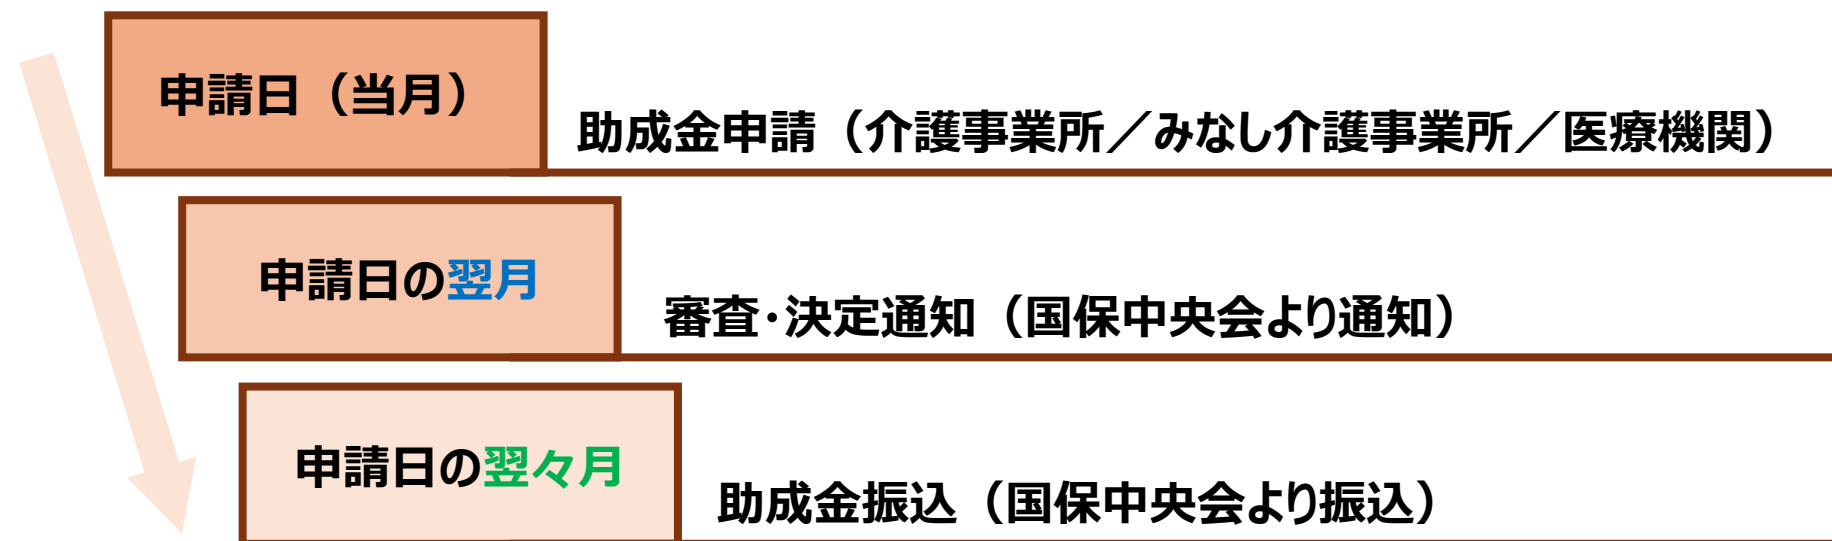 申請日（当月）
助成金申請（介護事業所／みなし介護事業所／医療機関）
申請日の翌月
審査･決定通知（国保中央会より通知）
申請日の翌々月
助成金振込（国保中央会より振込）